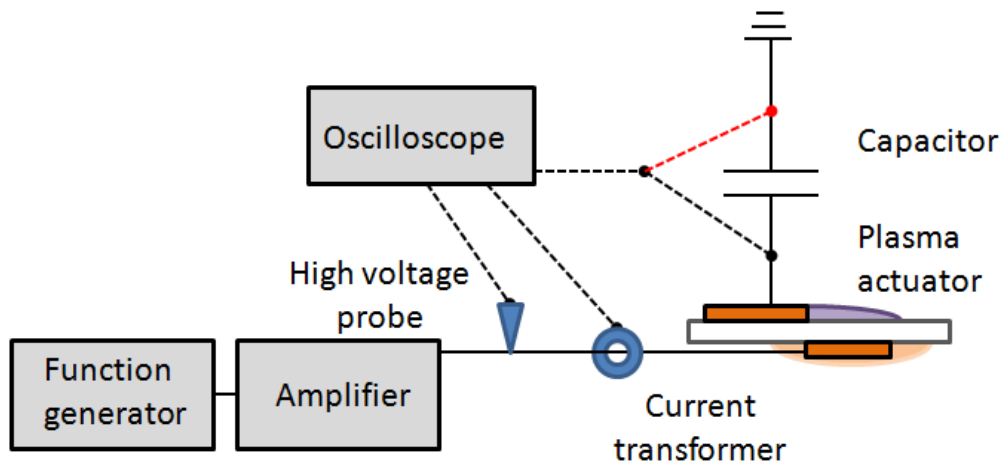 Oscilloscope
Capacitor
Plasma
actuator
High voltage
probe
Function
generator
Amplifier
Current
transformer